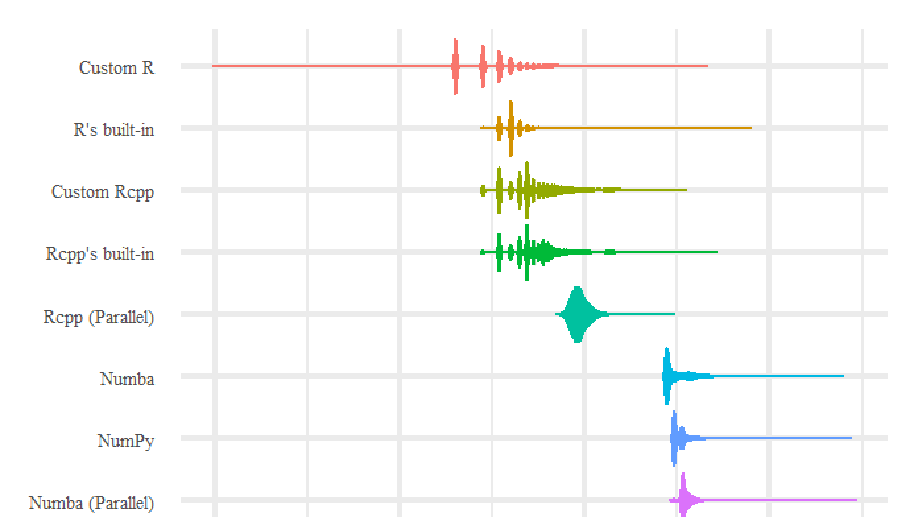 Custom R
R's built-in
Custom Rcpp
Rcpp's built-in
Rcpp (Parallel)
Numba
NumPy
Numba (Parallel)